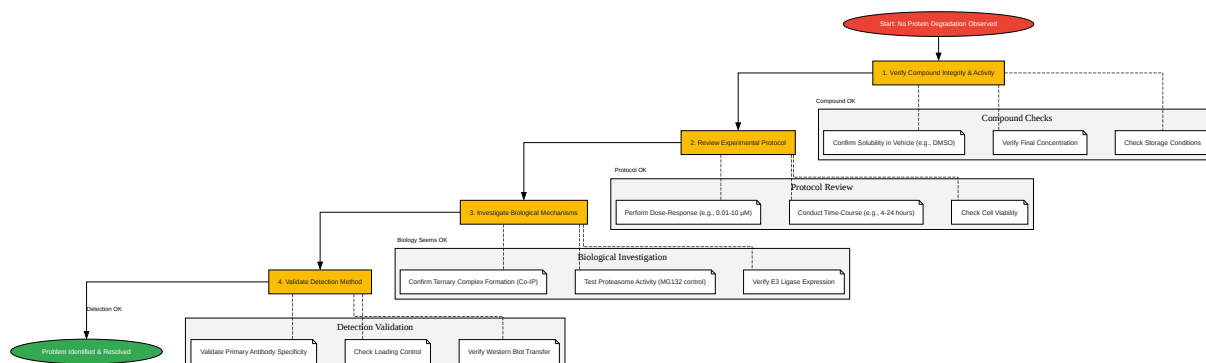 Start: No Protein Degradation Observed
1. Verify Compound Integrity & Activity
Compound OK
Compound Checks
Confirm Solubility in Vehicle (e.g., DMSO)
Verify Final Concentration
Check Storage Conditions
2. Review Experimental Protocol
Protocol OK
Protocol Review
Perform Dose-Response (e.g., 0.01-10 µM)
Conduct Time-Course (e.g., 4-24 hours)
Check Cell Viability
3. Investigate Biological Mechanisms
Biology Seems OK
Biological Investigation
Confirm Ternary Complex Formation (Co-IP)
Test Proteasome Activity (MG132 control)
Verify E3 Ligase Expression
4. Validate Detection Method
Detection OK
Detection Validation
Validate Primary Antibody Specificity
Check Loading Control
Verify Western Blot Transfer
Problem Identified & Resolved